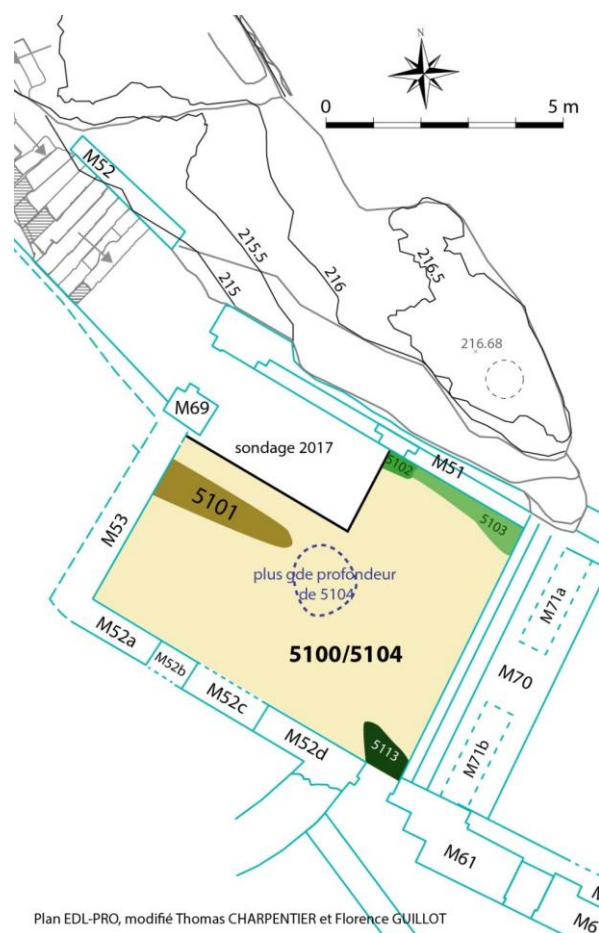 N
0
5 m
M52
215.5
215
216
216.5
216.68
M69
sondage 2017
5102
M51
5103
5101
M53
plus gde profondeur
de 5104
M71a
5100/5104
M70
M52a
M52b
M52c
M52d
5113
M71b
M61
M
M6
Plan EDL-PRO, modifié Thomas CHARPENTIER et Florence GUILLOT